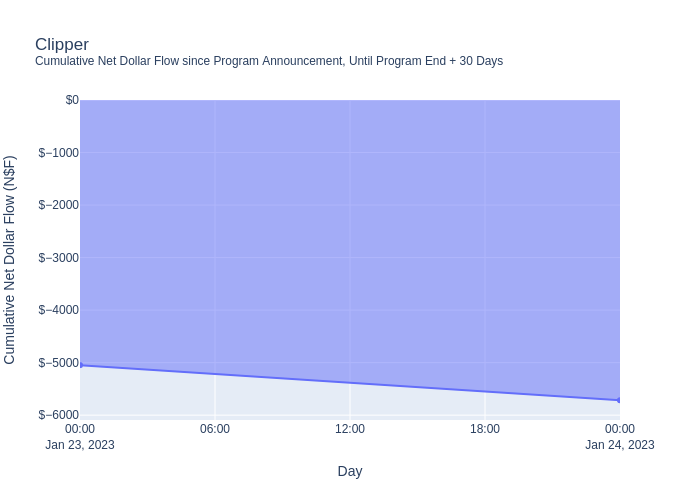 Clipper
Cumulative Net Dollar Flow since Program Announcement, Until Program End + 30 Days
Cumulative Net Dollar Flow (N$F)
$0
$−1000
$−2000
$−3000
$−4000
$−5000
$−6000
00:00
Jan 23, 2023
06:00
12:00
18:00
00:00
Jan 24, 2023
Day